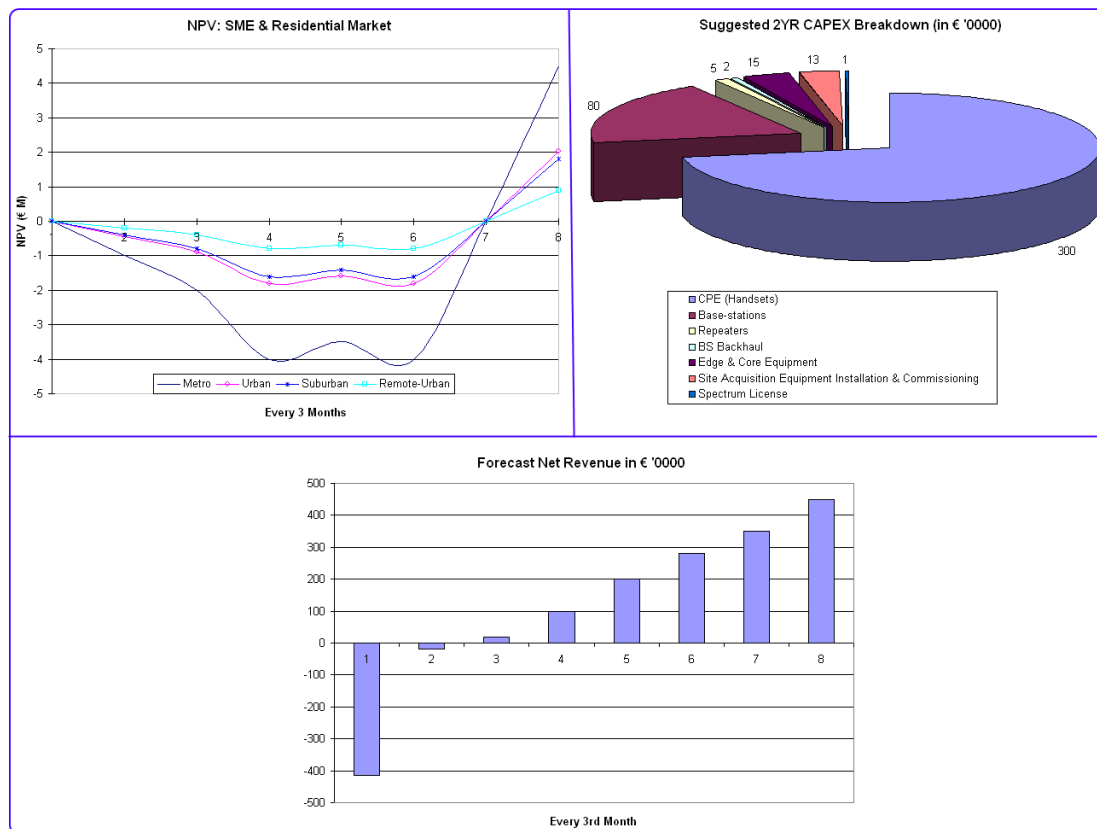 NPV: SME & Residential Market
5
4
3
2
1
0
-1
-2
-3
-4
-5
NPV (€ M)
2 3 4 5 6 7 8
Metro Urban Suburban Remote-Urban
Every 3 Months
Suggested 2YR CAPEX Breakdown (in € '0000)
80 5 2 15 13 1
300
CPE (Handsets)
Base-stations
Repeaters
BS Backhaul
Edge & Core Equipment
Site Acquisition Equipment Installation & Commissioning
Spectrum License
Forecast Net Revenue in € '0000
500
400
300
200
100
0
-100
-200
-300
-400
-500
1 2 3 4 5 6 7 8
Every 3rd Month